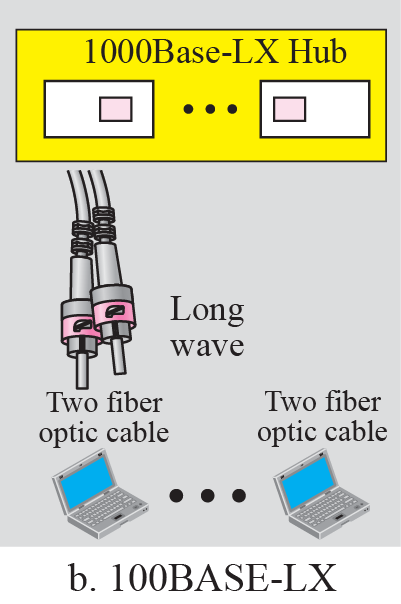 1000Base-LX Hub
Long
wave
Two fiber
optic cable
Two fiber
optic cable
b. 100BASE-LX